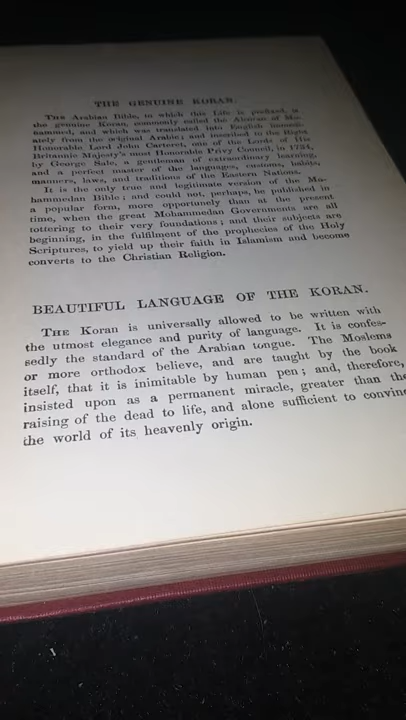 THE GENUINE KORAN.
THE Arabian Bible, to which this Life is prefixed, is
the genuine Koran, commonly called the Alcoran of Mo-
hammed, and which was translated into English immedi-
ately from the original Arabic; and inscribed to the Right
Honorable Lord John Carteret, one of the Lords of His
Britannic Majesty's most Honorable Privy Council, in 1734,
by George Sale, a gentleman of extraordinary learning,
and a perfect master of the languages, customs, habits,
manners, laws, and traditions of the Eastern Nations.
It is the only true and legitimate version of the Mo-
hammedan Bible; and could not, perhaps, be published in
a popular form, more opportunely than at the present
time, when the great Mohammedan Governments are all
tottering to their very foundations; and their subjects are
beginning, in the fulfilment of the prophecies of the Holy
Scriptures, to yield up their faith in Islamism and become
converts to the Christian Religion.
BEAUTIFUL LANGUAGE OF THE KORAN.
THE Koran is universally allowed to be written with
the utmost elegance and purity of language. It is confes-
sedly the standard of the Arabian tongue. The Moslems
or more orthodox believe, and are taught by the book
itself, that it is inimitable by human pen; and, therefore,
insisted upon as a permanent miracle, greater than the
raising of the dead to life, and alone sufficient to convin
the world of its heavenly origin.